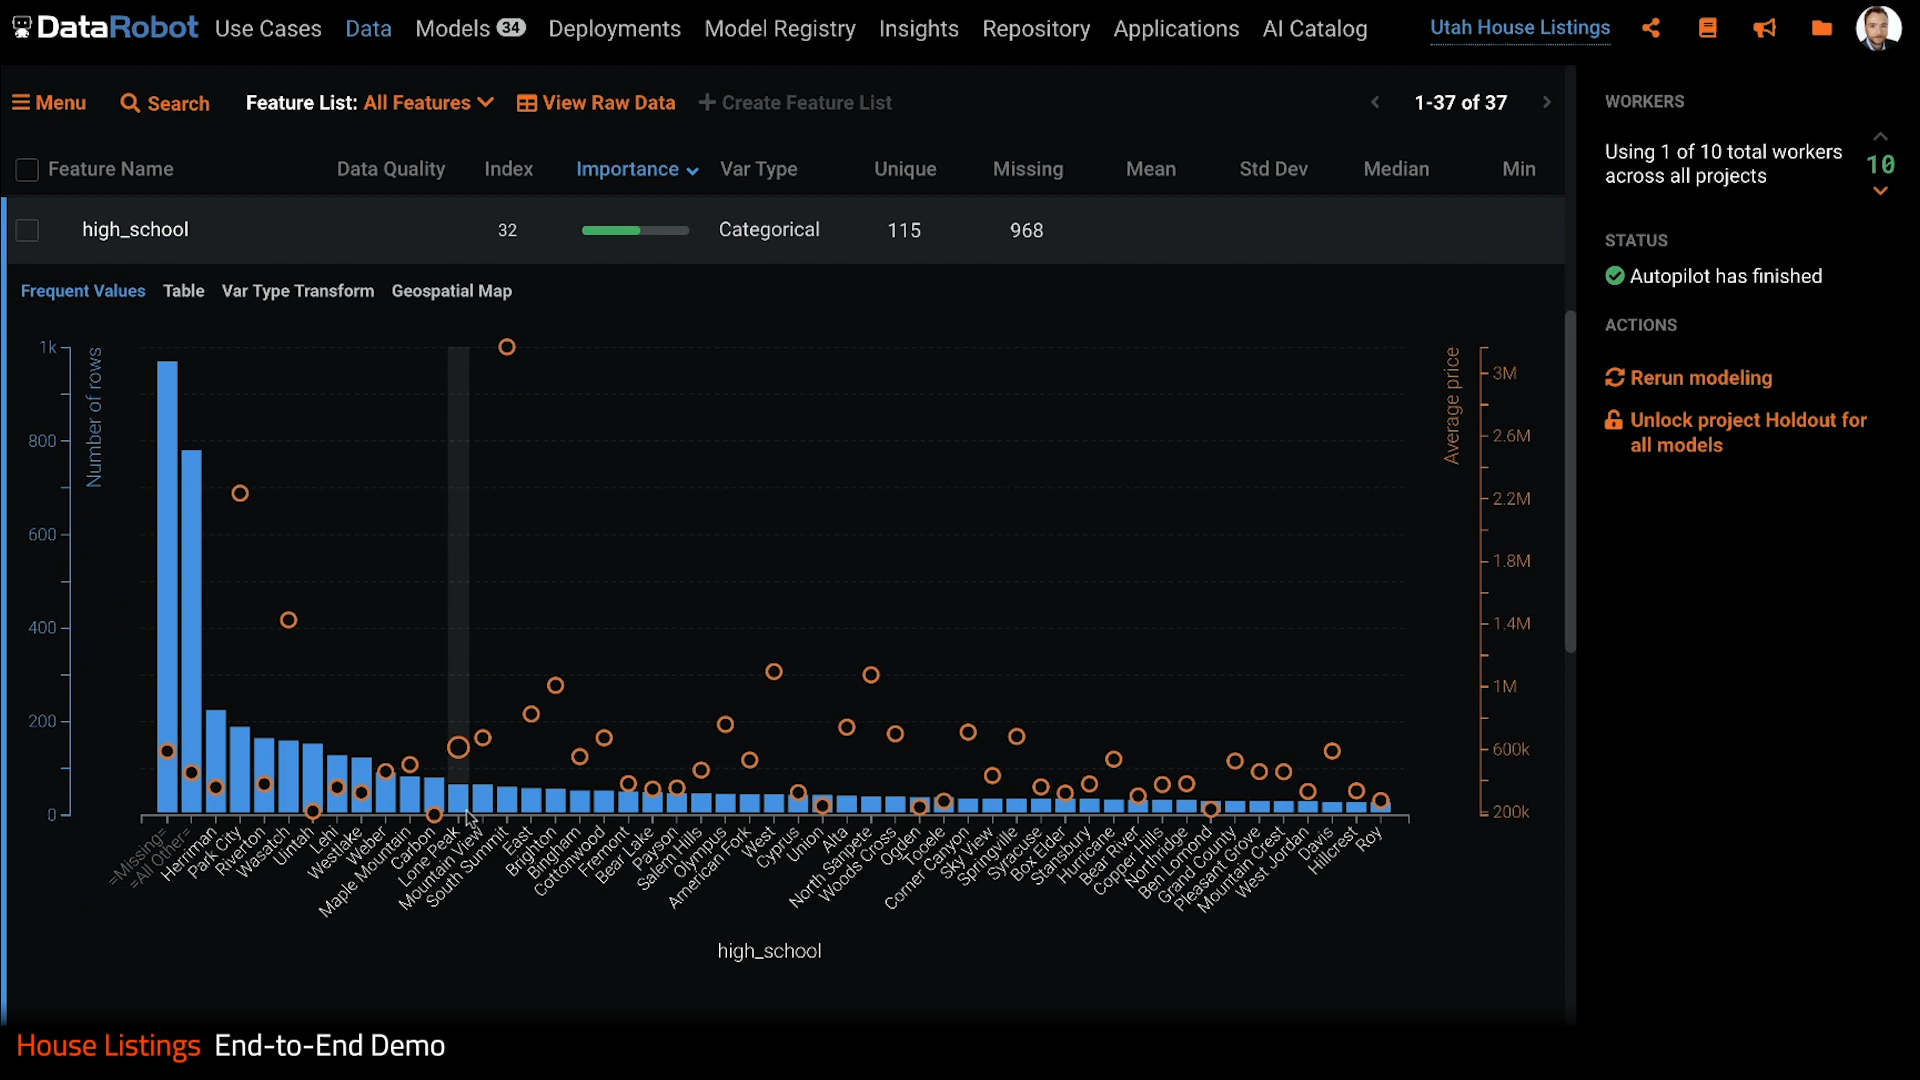 DataRobot Use Cases Data Models 34 Deployments Model Registry Insights Repository Applications AI Catalog Utah House Listings
Menu Search Feature List: All Features View Raw Data + Create Feature List 1-37 of 37
Feature Name Data Quality Index Importance Var Type Unique Missing Mean Std Dev Median Min
high_school 32 Categorical 115 968
Frequent Values Table Var Type Transform Geospatial Map
Number of rows
1k
800
600
400
200
0
Average price
3M
2.6M
2.2M
1.8M
1.4M
1M
600k
200k
=Missing=
=All Other=
Herriman
Park City
Riverton
Wasatch
Uintah
Lehi
Westlake
Weber
Maple Mountain
Carbon
Lone Peak
Mountain View
South Summit
East
Brighton
Bingham
Cottonwood
Fremont
Bear Lake
Payson
Salem Hills
Olympus
American Fork
West
Cyprus
Union
Alta
North Sanpete
Woods Cross
Ogden
Tooele
Corner Canyon
Sky View
Springville
Syracuse
Box Elder
Stansbury
Hurricane
Bear River
Copper Hills
Northridge
Ben Lomond
Grand County
Pleasant Grove
Mountain Crest
West Jordan
Davis
Hillcrest
Roy
high_school
WORKERS
Using 1 of 10 total workers
across all projects
10
STATUS
Autopilot has finished
ACTIONS
Rerun modeling
Unlock project Holdout for
all models
House Listings End-to-End Demo